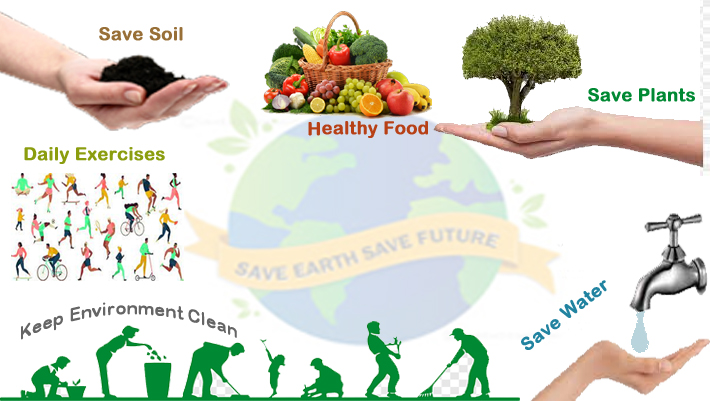 Save Soil
Healthy Food
Save Plants
Daily Exercises
SAVE EARTH SAVE FUTURE
Save Water
Keep Environment Clean